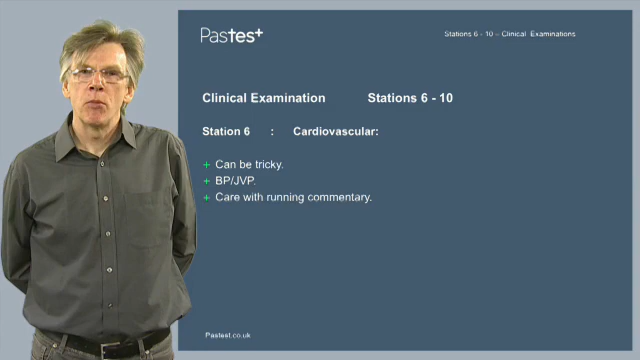 Pastest
Stations 6 - 10 – Clinical Examinations
Clinical Examination Stations 6 - 10
Station 6 : Cardiovascular:
+ Can be tricky.
+ BP/JVP.
+ Care with running commentary.
Pastest.co.uk